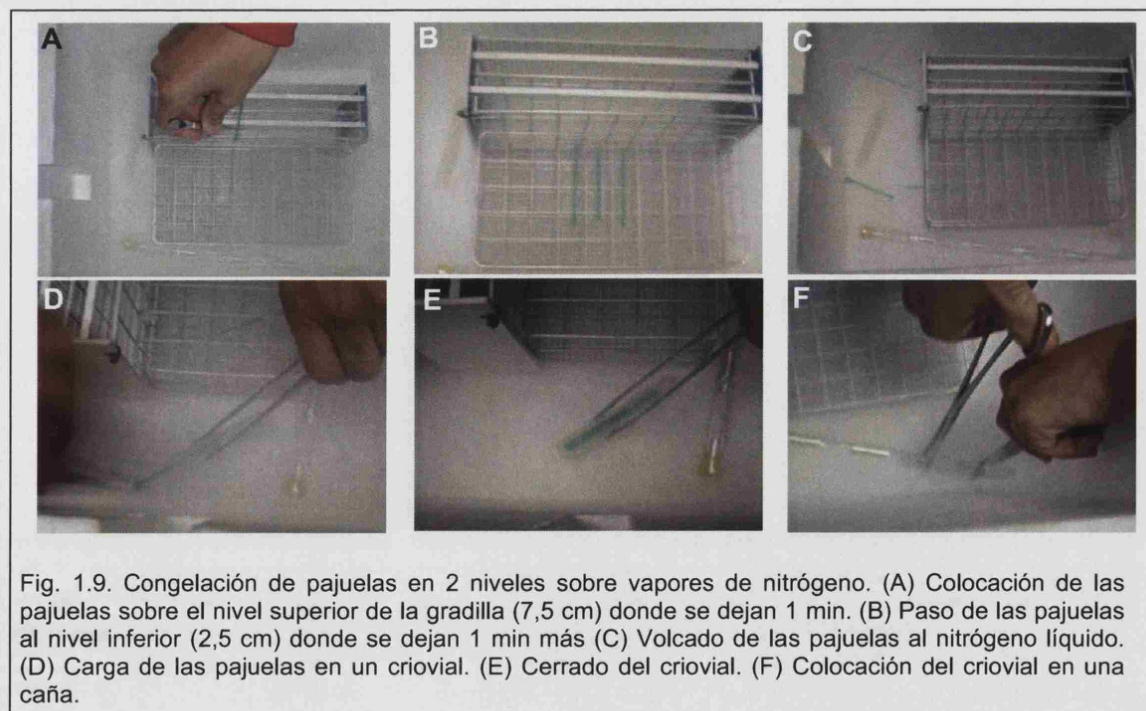 A
B
C
D
E
F
Fig. 1.9. Congelación de pajuelas en 2 niveles sobre vapores de nitrógeno. (A) Colocación de las
pajuelas sobre el nivel superior de la gradilla (7,5 cm) donde se dejan 1 min. (B) Paso de las pajuelas
al nivel inferior (2,5 cm) donde se dejan 1 min más (C) Volcado de las pajuelas al nitrógeno líquido.
(D) Carga de las pajuelas en un criovial. (E) Cerrado del criovial. (F) Colocación del criovial en una
caña.